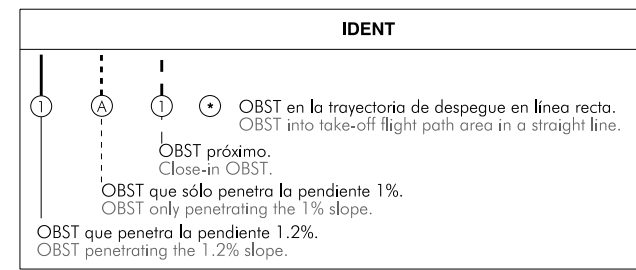 IDENT
1 A 1 * OBST en la trayectoria de despegue en línea recta.
OBST into take-off flight path area in a straight line.
OBST próximo.
Close-in OBST.
OBST que sólo penetra la pendiente 1%.
OBST only penetrating the 1% slope.
OBST que penetra la pendiente 1.2%.
OBST penetrating the 1.2% slope.